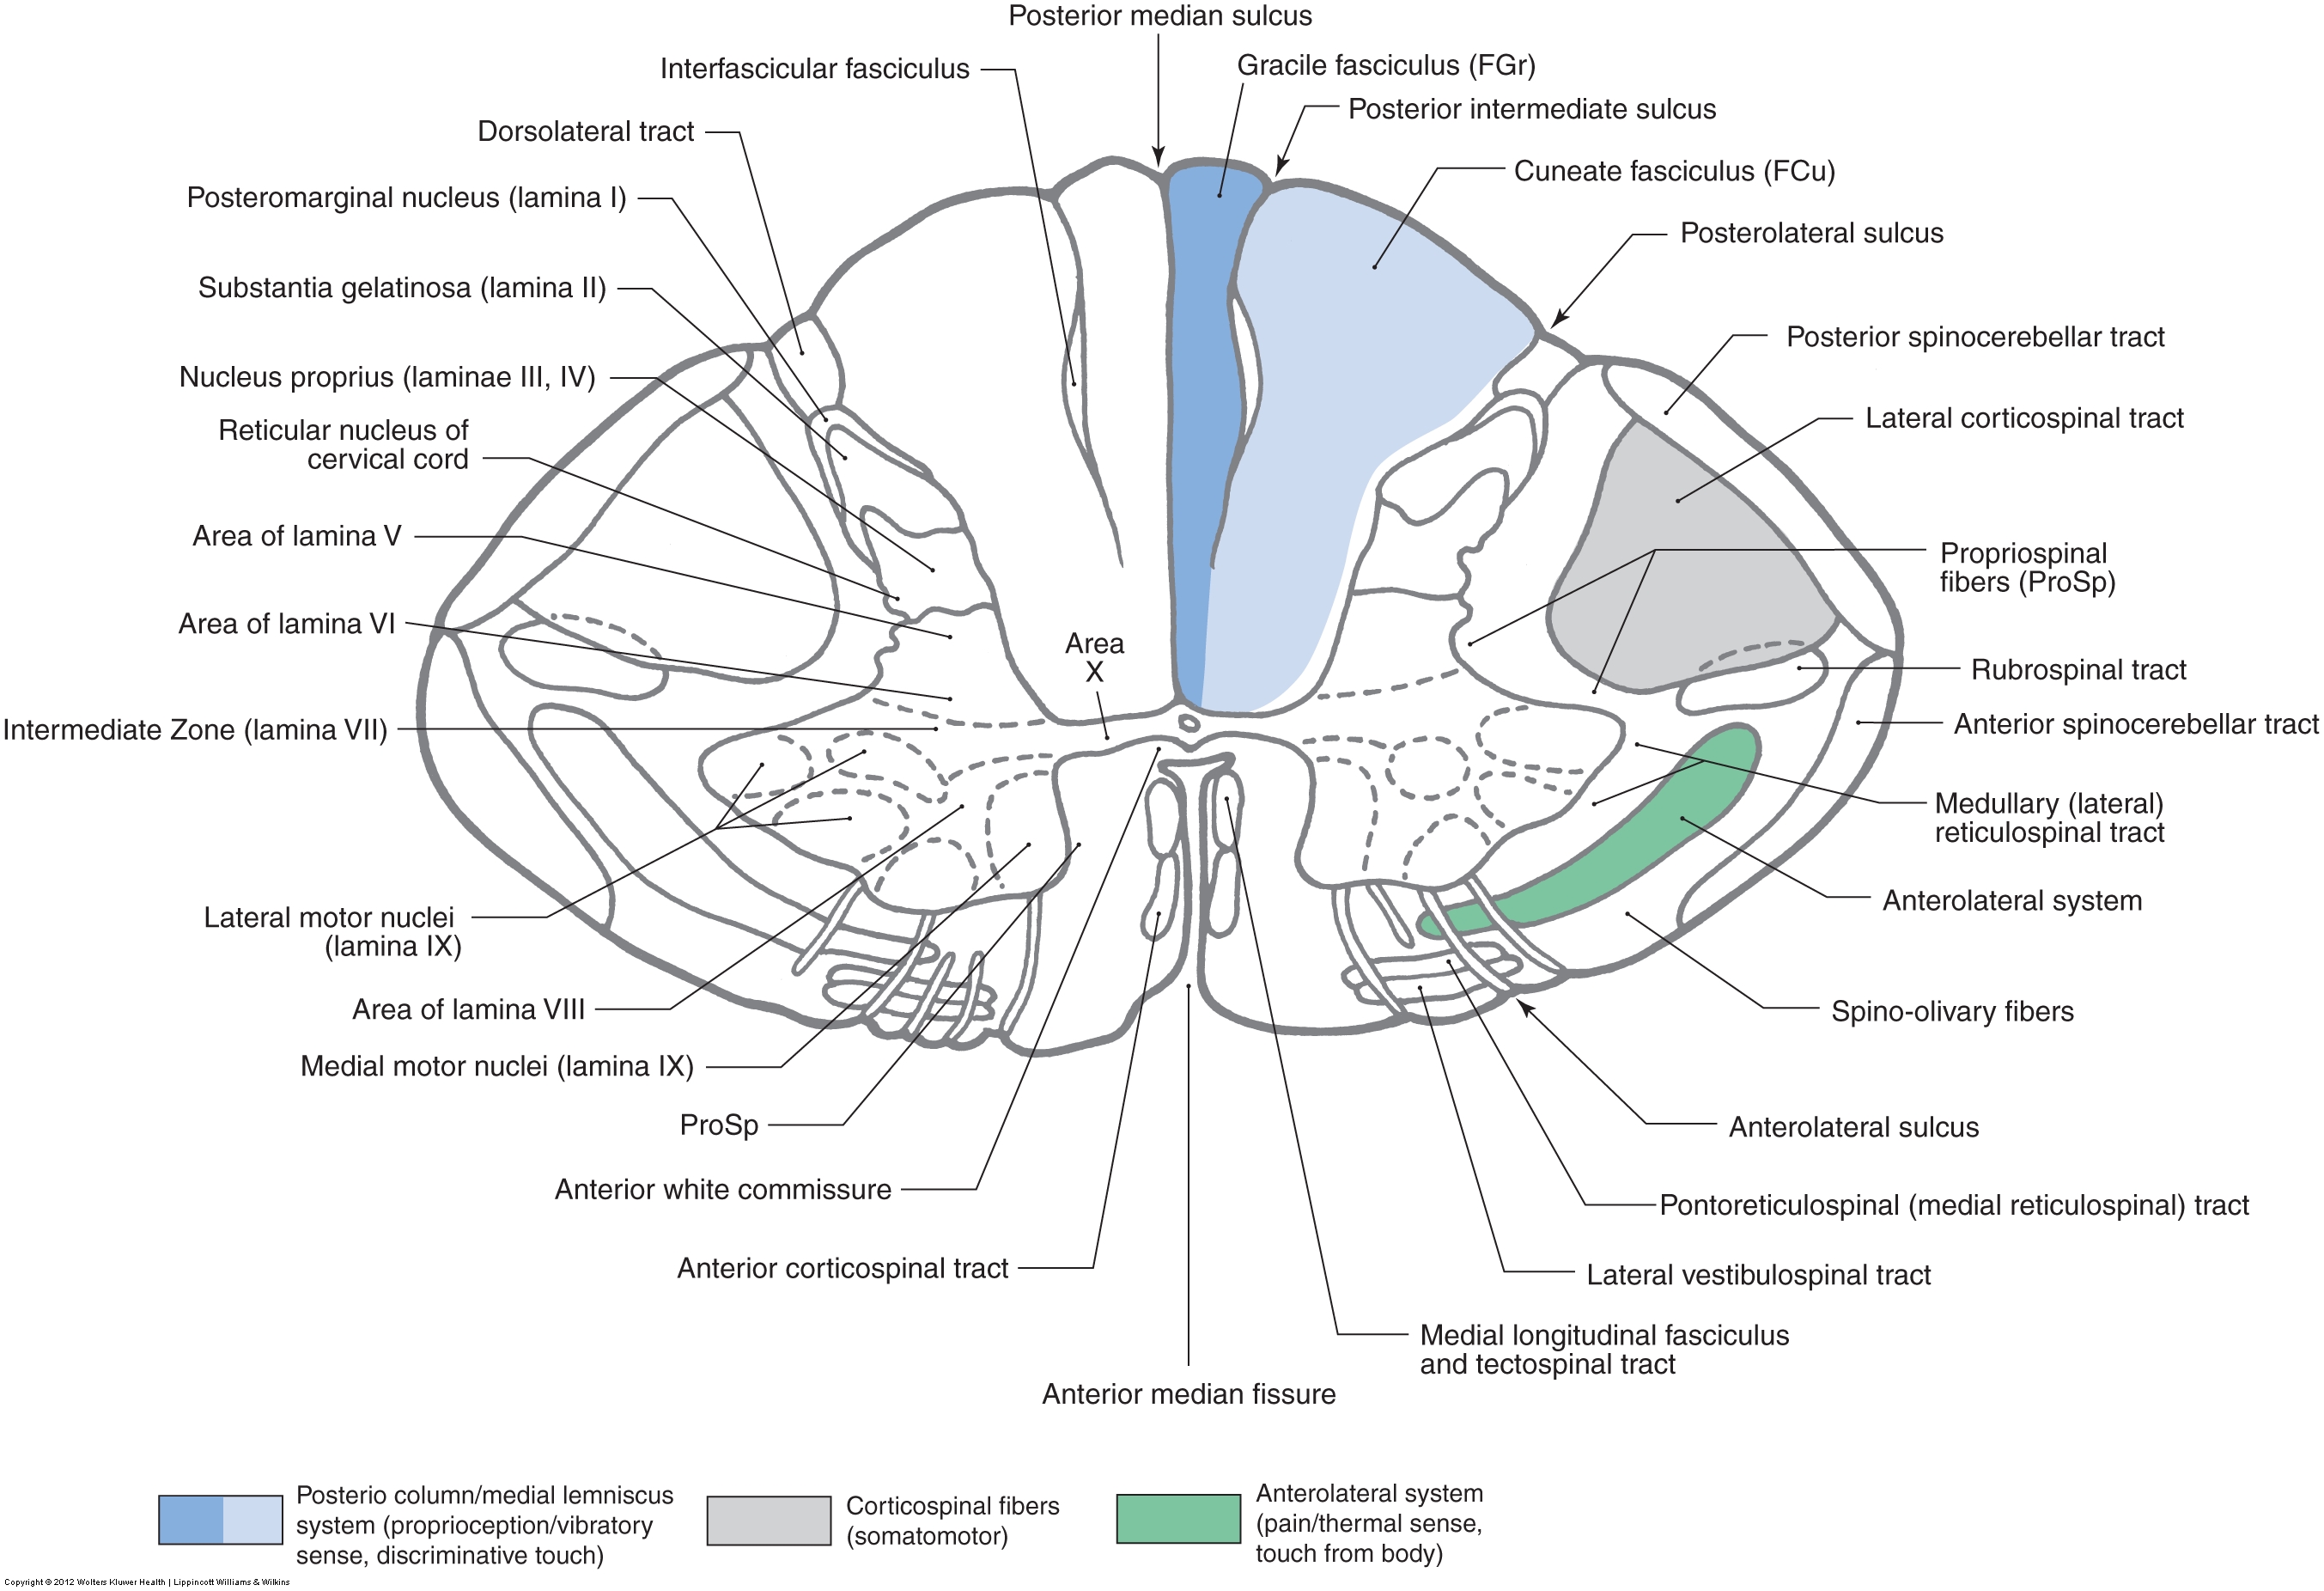 Posterior median sulcus
Interfascicular fasciculus
Gracile fasciculus (FGr)
Posterior intermediate sulcus
Dorsolateral tract
Cuneate fasciculus (FCu)
Posteromarginal nucleus (lamina I)
Posterolateral sulcus
Substantia gelatinosa (lamina II)
Posterior spinocerebellar tract
Nucleus proprius (laminae III, IV)
Lateral corticospinal tract
Reticular nucleus of
cervical cord
Area of lamina V
Propriospinal
fibers (ProSp)
Area of lamina VI
Area
X
Rubrospinal tract
Intermediate Zone (lamina VII)
Anterior spinocerebellar tract
Medullary (lateral)
reticulospinal tract
Anterolateral system
Lateral motor nuclei
(lamina IX)
Area of lamina VIII
Spino-olivary fibers
Medial motor nuclei (lamina IX)
ProSp
Anterolateral sulcus
Anterior white commissure
Pontoreticulospinal (medial reticulospinal) tract
Anterior corticospinal tract
Lateral vestibulospinal tract
Medial longitudinal fasciculus
and tectospinal tract
Anterior median fissure
Posterio column/medial lemniscus
system (proprioception/vibratory
sense, discriminative touch)
Corticospinal fibers
(somatomotor)
Anterolateral system
(pain/thermal sense,
touch from body)
Copyright © 2012 Wolters Kluwer Health | Lippincott Williams & Wilkins